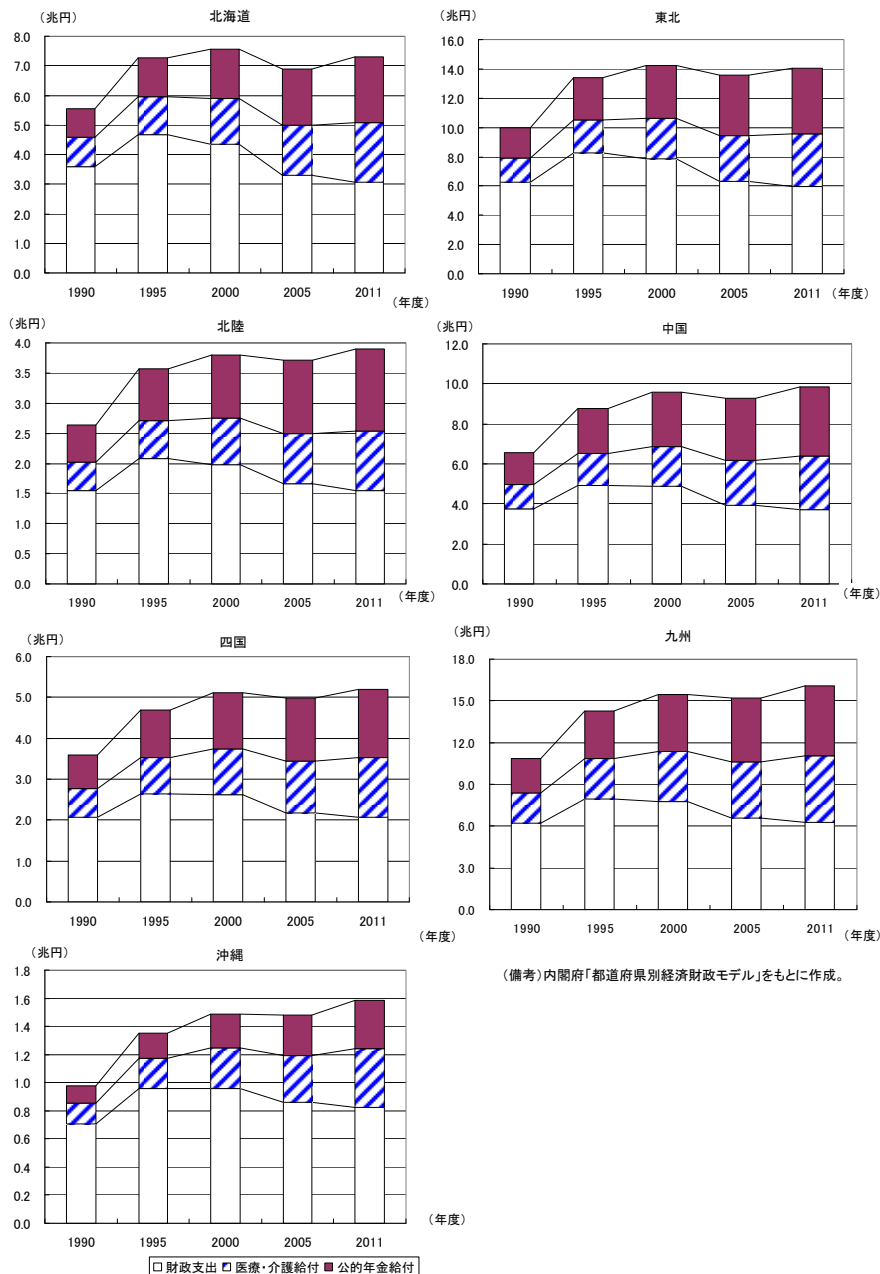 北海道
(兆円)
8.0
7.0
6.0
5.0
4.0
3.0
2.0
1.0
0.0
1990 1995 2000 2005 2011
(年度)
東北
(兆円)
16.0
14.0
12.0
10.0
8.0
6.0
4.0
2.0
0.0
1990 1995 2000 2005 2011
(年度)
北陸
(兆円)
4.0
3.5
3.0
2.5
2.0
1.5
1.0
0.5
0.0
1990 1995 2000 2005 2011
(年度)
中国
(兆円)
12.0
10.0
8.0
6.0
4.0
2.0
0.0
1990 1995 2000 2005 2011
(年度)
四国
(兆円)
6.0
5.0
4.0
3.0
2.0
1.0
0.0
1990 1995 2000 2005 2011
(年度)
九州
(兆円)
18.0
15.0
12.0
9.0
6.0
3.0
0.0
1990 1995 2000 2005 2011
(年度)
沖縄
(兆円)
1.8
1.6
1.4
1.2
1.0
0.8
0.6
0.4
0.2
0.0
1990 1995 2000 2005 2011
(年度)
(備考)内閣府「都道府県別経済財政モデル」をもとに作成。
財政支出 医療・介護給付 公的年金給付